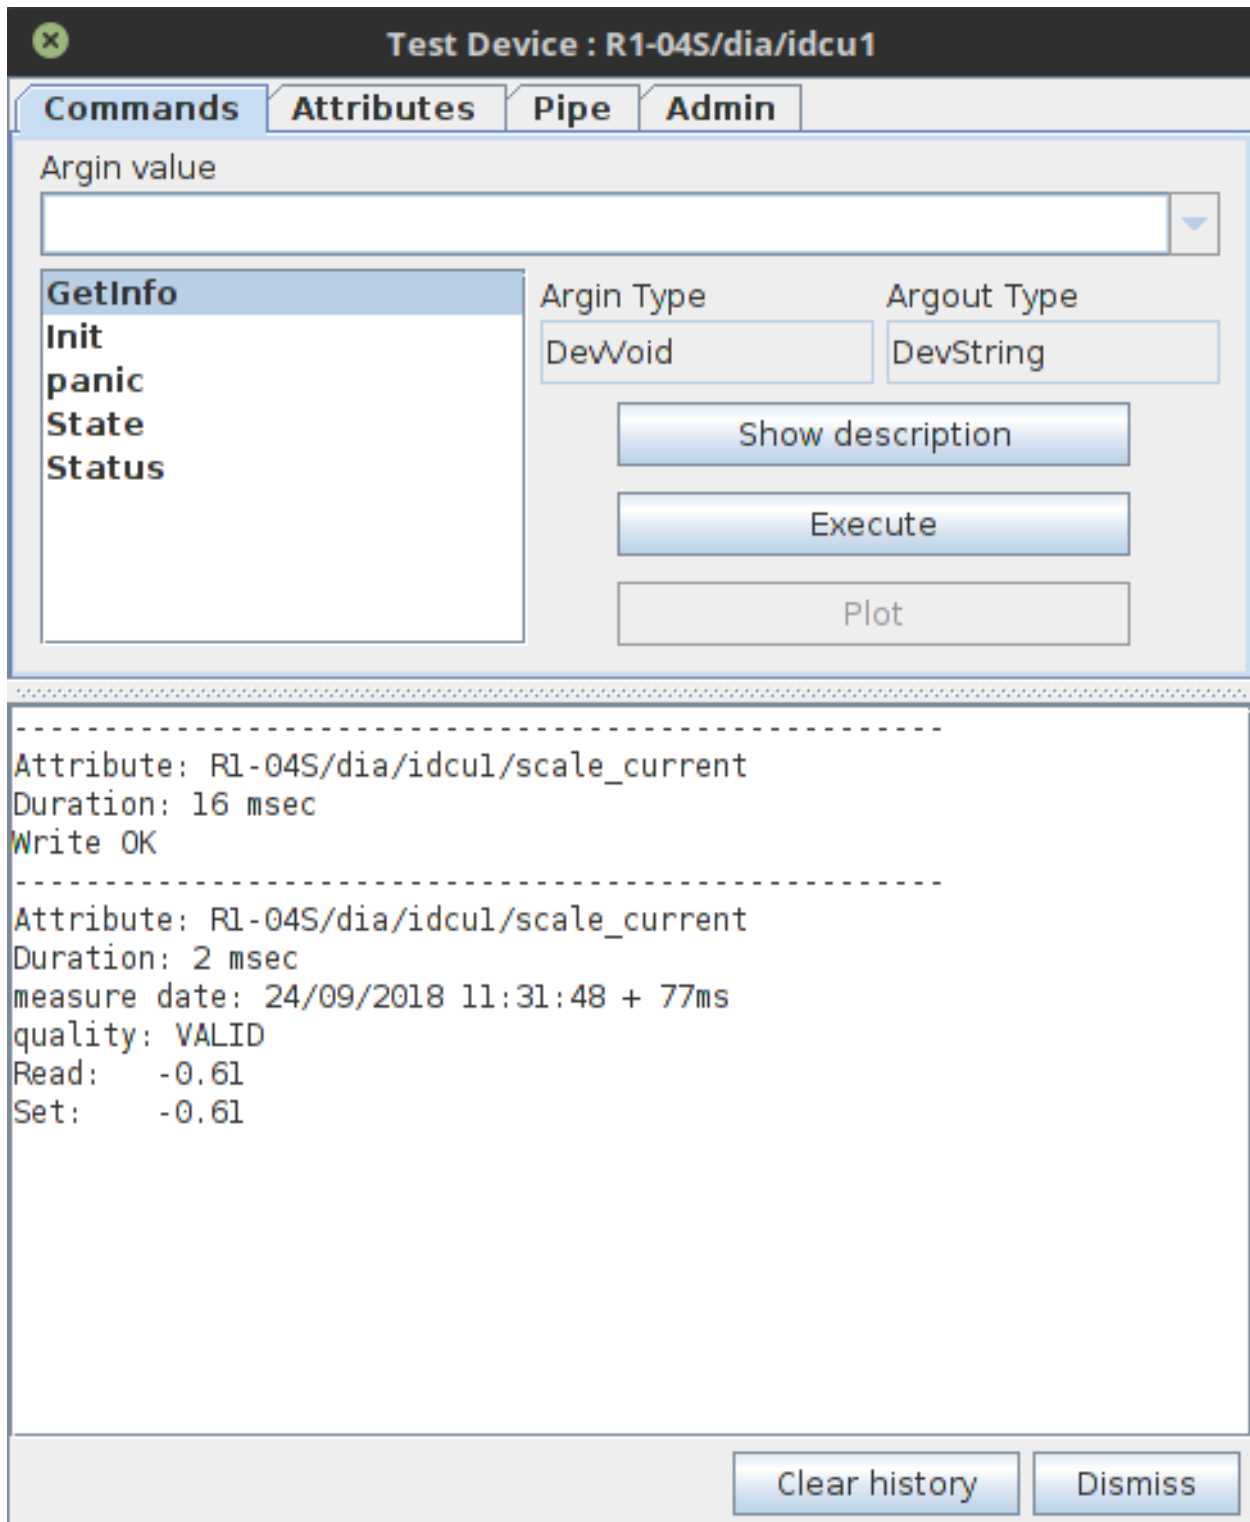 Test Device : R1-04S/dia/idcu1
Commands Attributes Pipe Admin
Argin value
GetInfo
Init
panic
State
Status
Argin Type Argout Type
DevVoid DevString
Show description
Execute
Plot
----------------------------------------------------
Attribute: R1-04S/dia/idcu1/scale_current
Duration: 16 msec
Write OK
----------------------------------------------------
Attribute: R1-04S/dia/idcu1/scale_current
Duration: 2 msec
measure date: 24/09/2018 11:31:48 + 77ms
quality: VALID
Read:   -0.61
Set:    -0.61
Clear history Dismiss